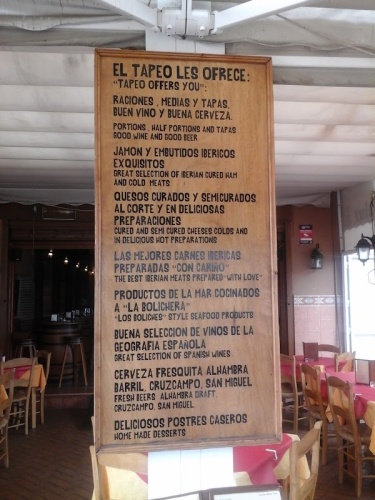 EL TAPEO LES OFRECE:
"TAPEO OFFERS YOU":
RACIONES, MEDIAS Y TAPAS,
BUEN VINO Y BUENA CERVEZA.
PORTIONS, HALF PORTIONS AND TAPAS
GOOD WINE AND GOOD BEER
JAMON Y EMBUTIDOS IBERICOS
EXQUISITOS
GREAT SELECTION OF IBERIAN CURED HAM
AND COLD MEATS
QUESOS CURADOS Y SEMICURADOS
AL CORTE Y EN DELICIOSAS
PREPARACIONES
CURED AND SEMI CURED CHEESES COLDS AND
IN DELICIOUS HOT PREPARATIONS
LAS MEJORES CARNES IBERICAS
PREPARADAS "CON CARIÑO"
THE BEST IBERIAN MEATS PREPARED "WITH LOVE"
PRODUCTOS DE LA MAR COCINADOS
A "LA BOLICHERA"
"LOS BOLICHES" STYLE SEAFOOD PRODUCTS
BUENA SELECCION DE VINOS DE LA
GEOGRAFIA ESPAÑOLA
GREAT SELECTION OF SPANISH WINES
CERVEZA FRESQUITA ALHAMBRA
BARRIL, CRUZCAMPO, SAN MIGUEL
FRESH BEERS ALHAMBRA DRAFT,
CRUZCAMPO, SAN MIGUEL
DELICIOSOS POSTRES CASEROS
HOME MADE DESSERTS